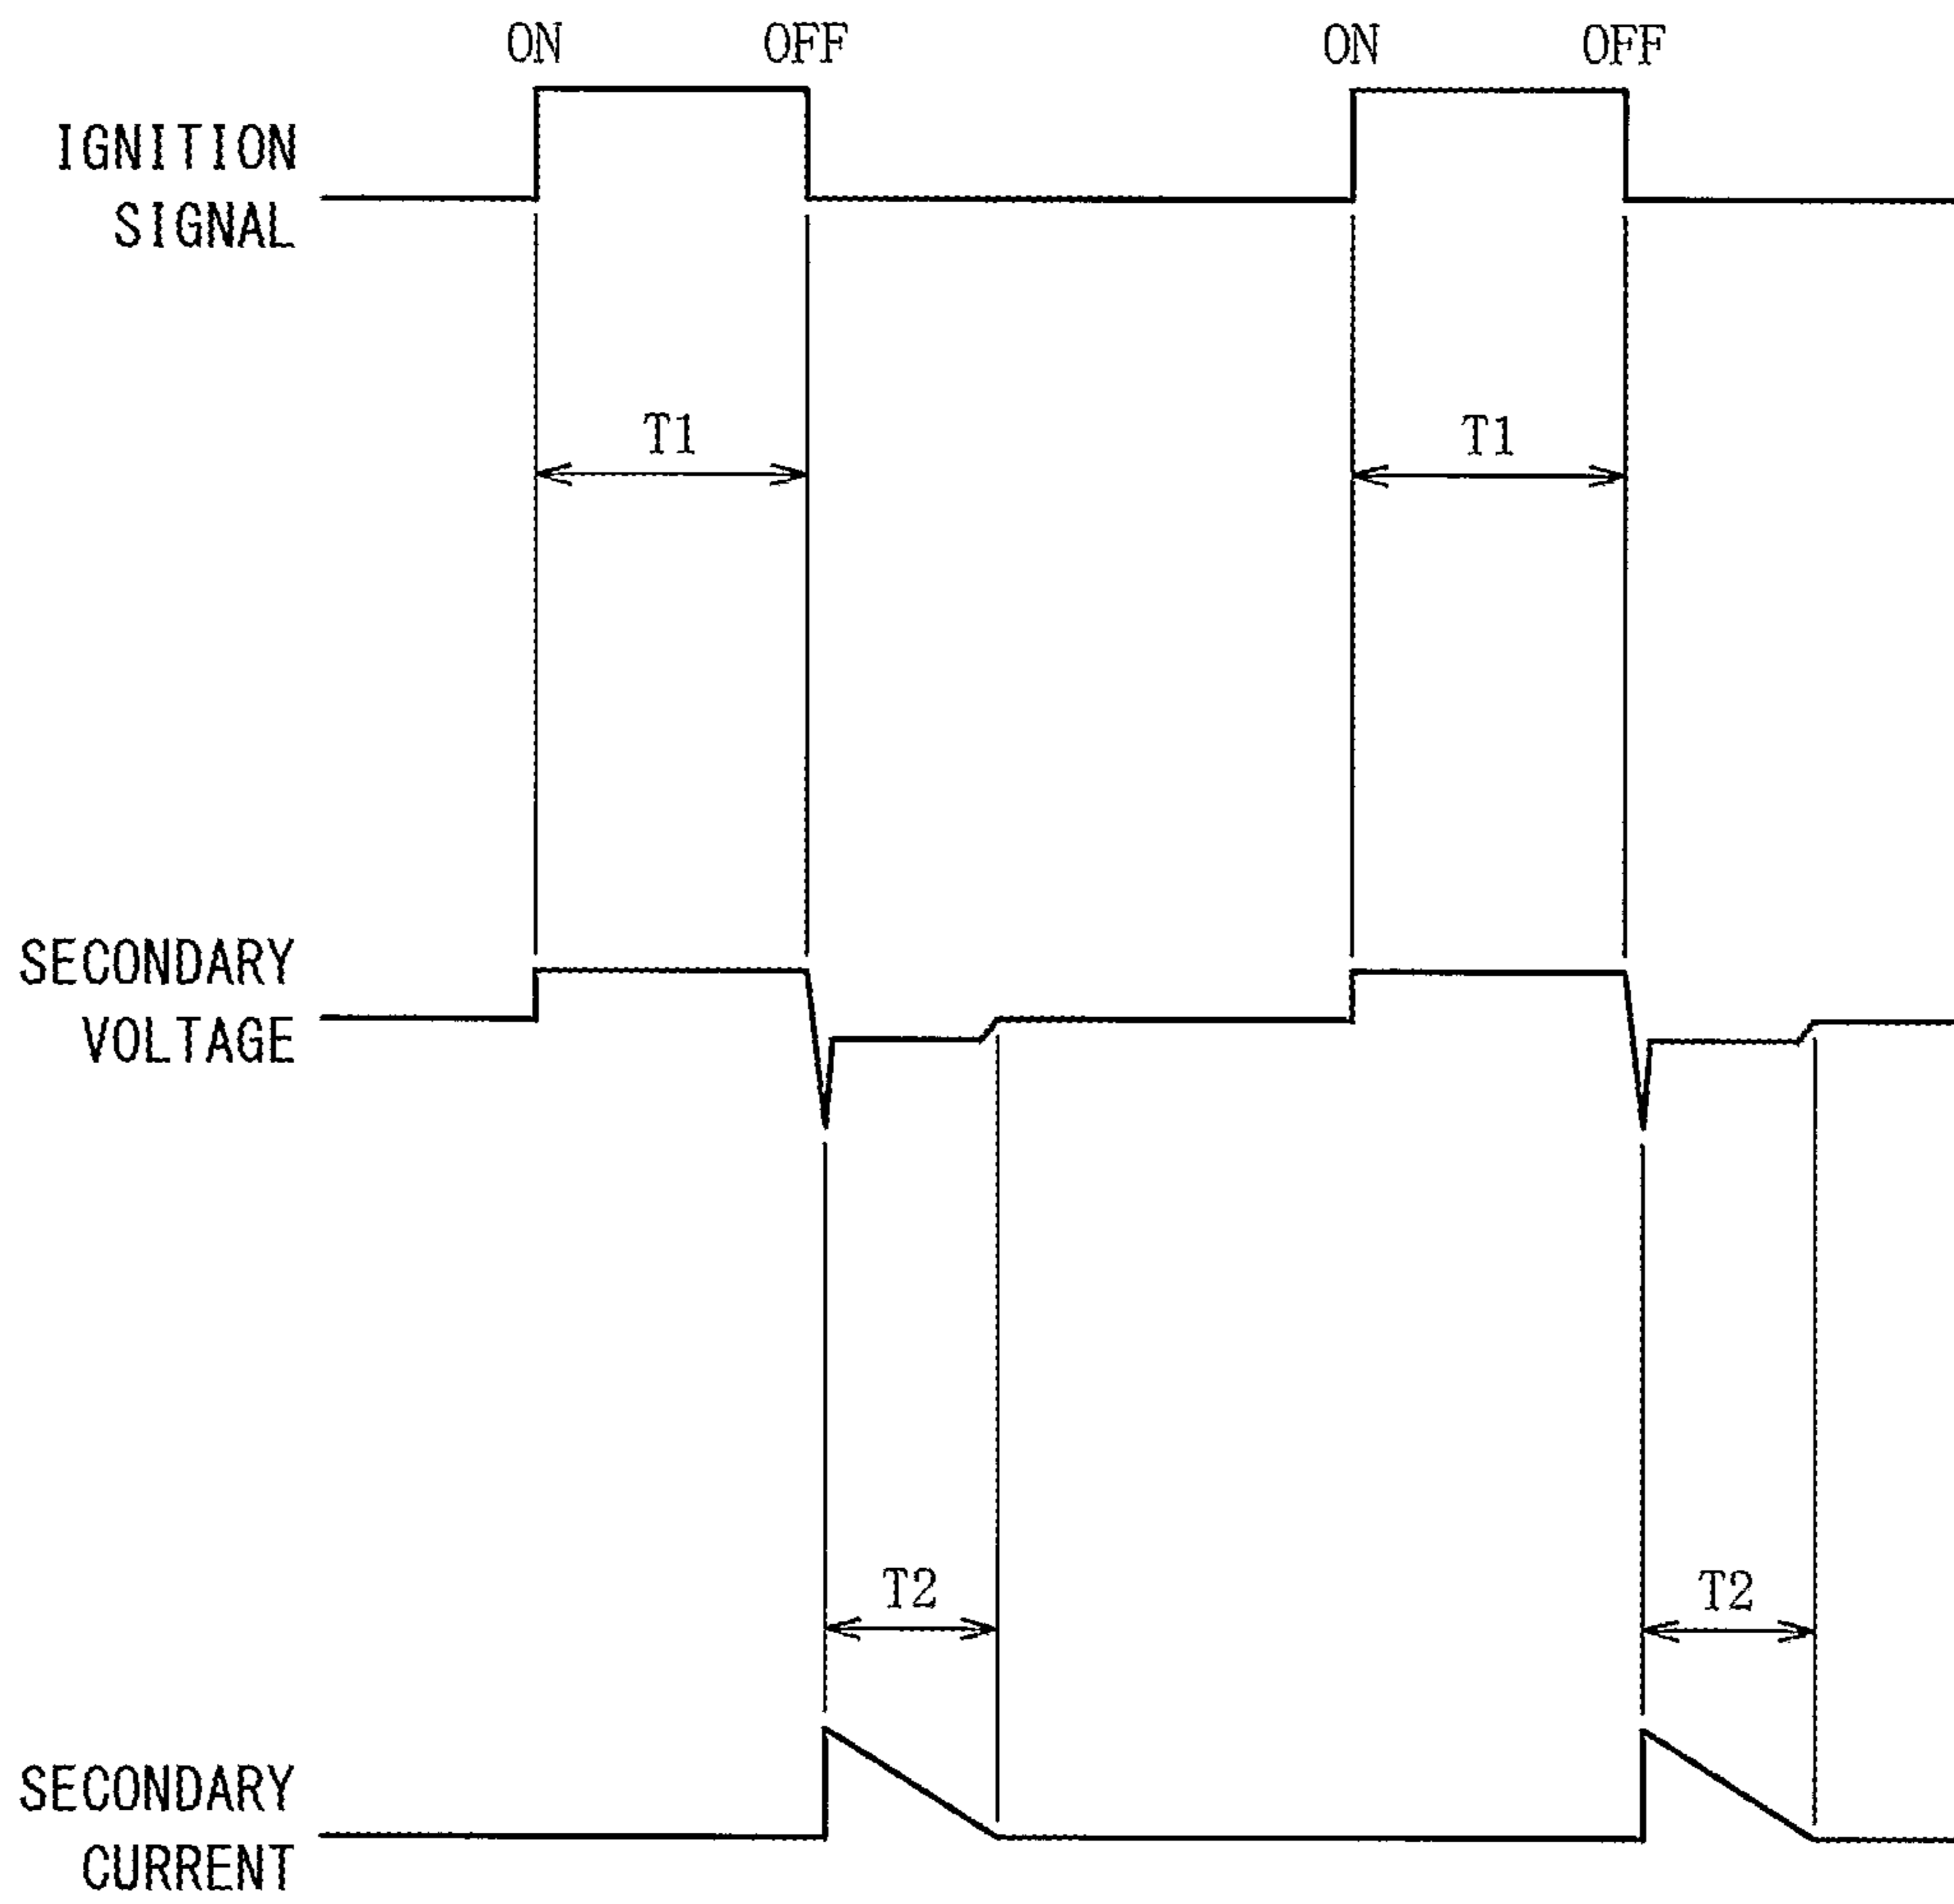 ON
OFF
ON
OFF
IGNITION
SIGNAL
T1
T1
SECONDARY
VOLTAGE
T2
T2
SECONDARY
CURRENT